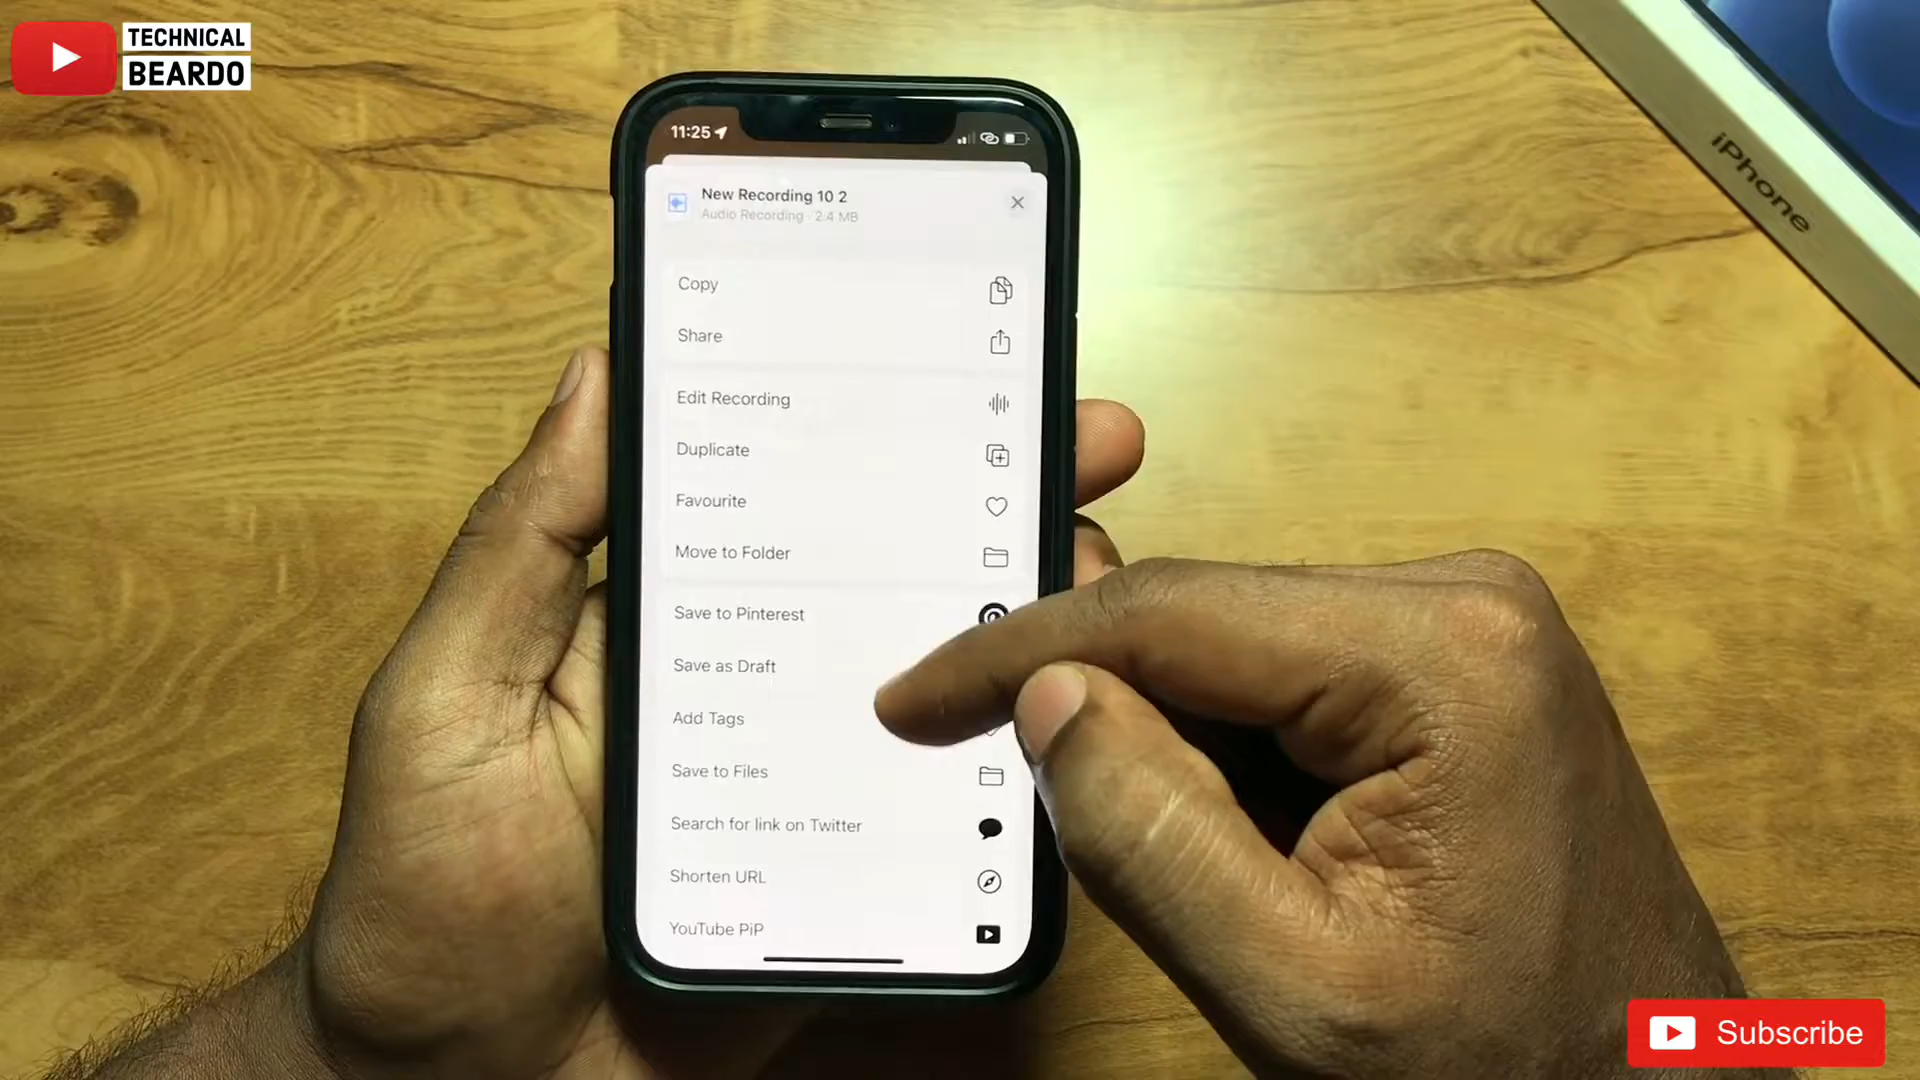 TECHNICAL
BEARDO
iPhone
11:25
New Recording 10 2
Audio Recording · 2.4 MB
Copy
Share
Edit Recording
Duplicate
Favourite
Move to Folder
Save to Pinterest
Save as Draft
Add Tags
Save to Files
Search for link on Twitter
Shorten URL
YouTube PiP
Subscribe